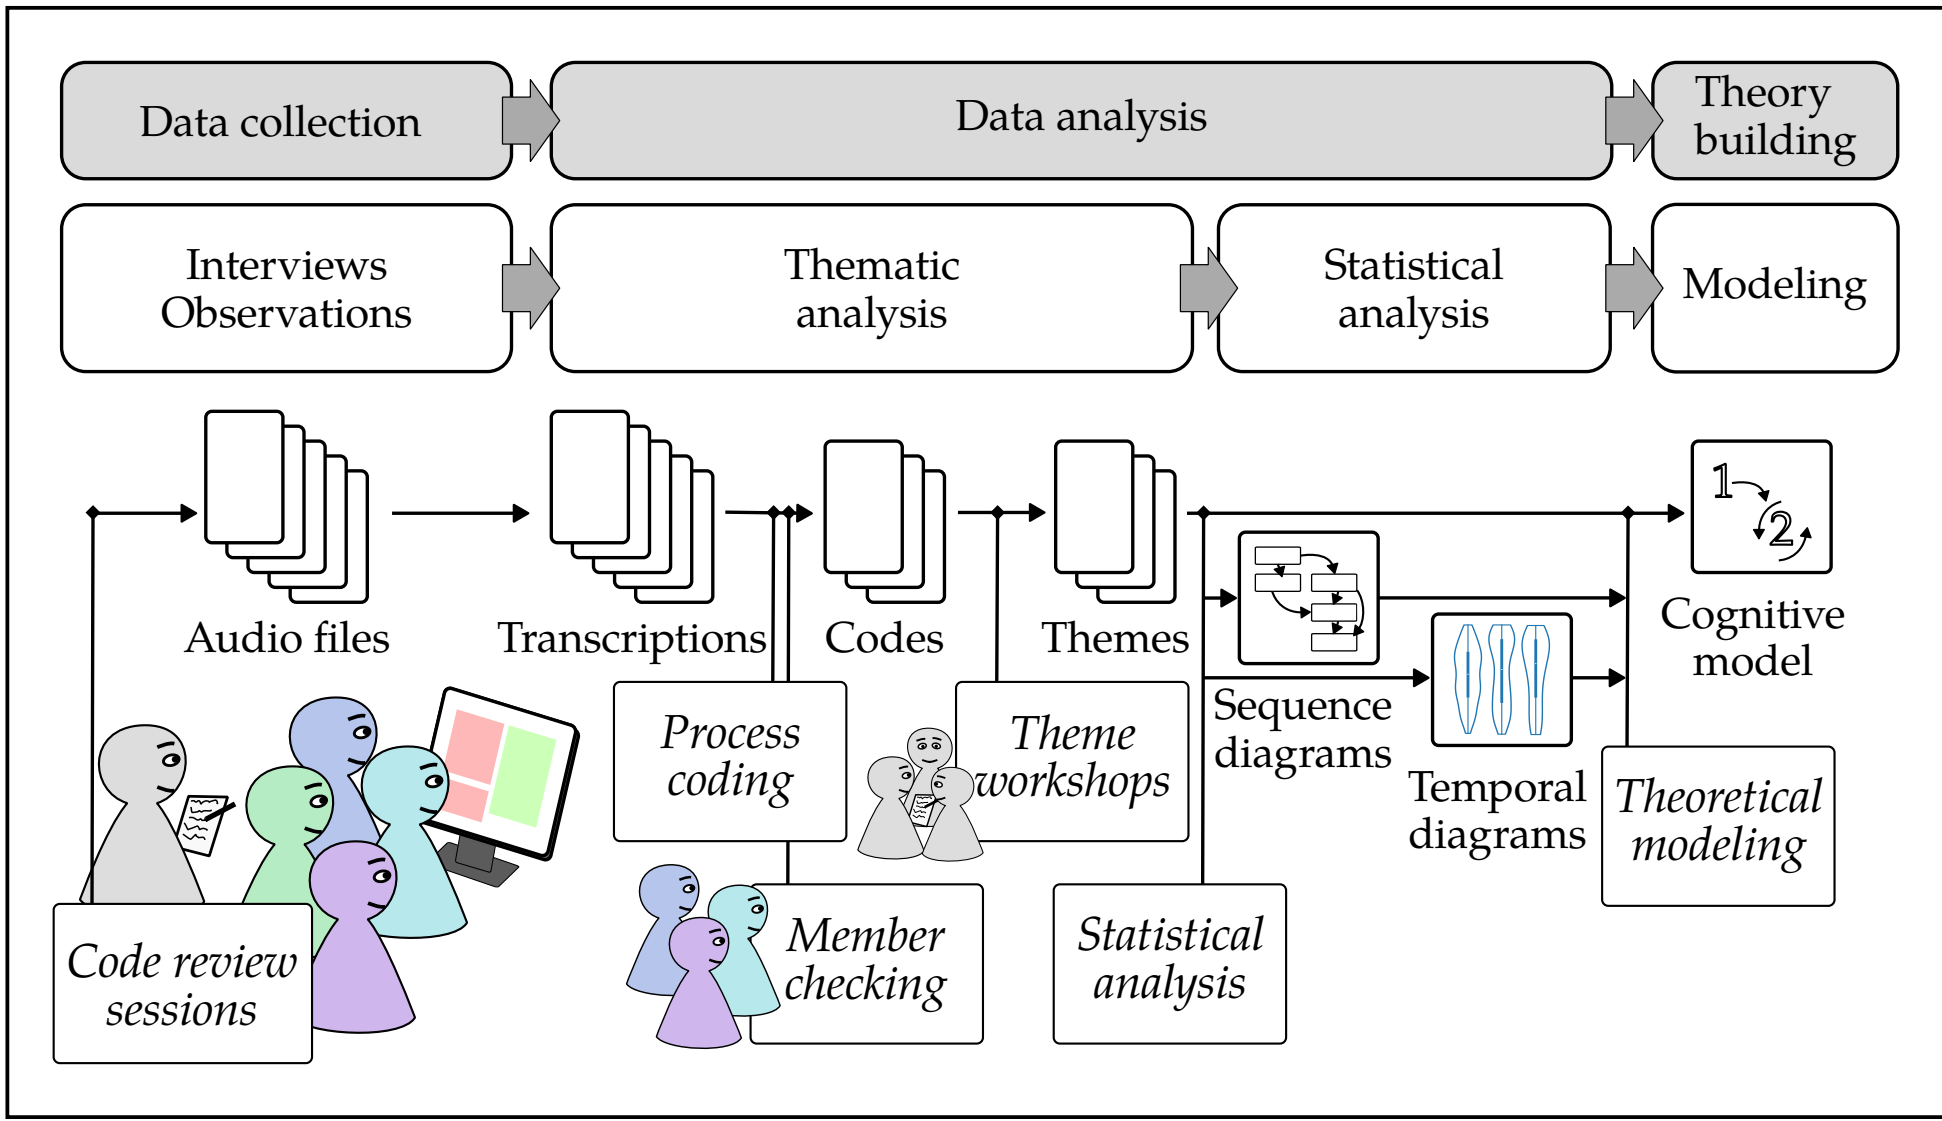 Data collection
Data analysis
Theory
building
Interviews
Observations
Thematic
analysis
Statistical
analysis
Modeling
1
2
Audio files
Transcriptions
Codes
Themes
Cognitive
model
Sequence
diagrams
Temporal
diagrams
Process
coding
Theme
workshops
Theoretical
modeling
Code review
sessions
Member
checking
Statistical
analysis